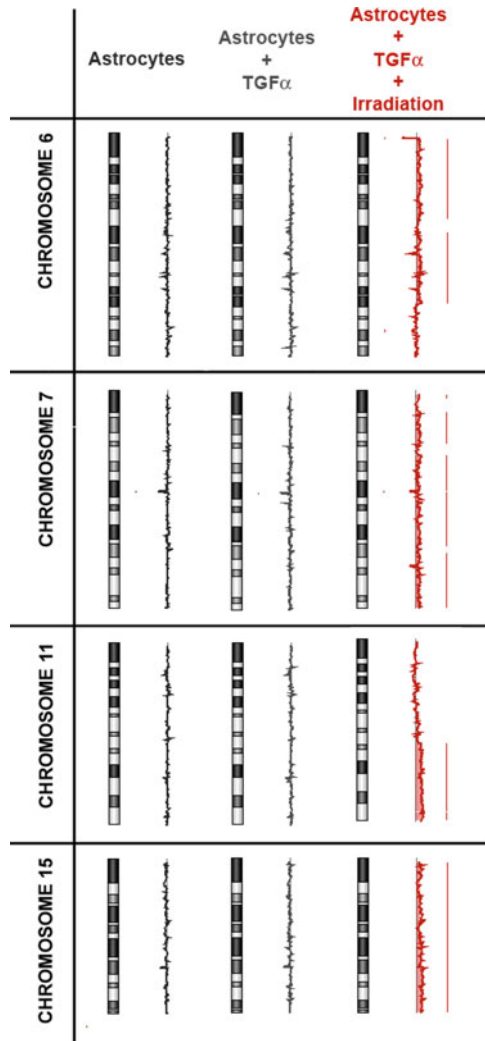 Astrocytes
Astrocytes
+
TGFα
Astrocytes
+
TGFα
+
Irradiation
CHROMOSOME 6
CHROMOSOME 7
CHROMOSOME 11
CHROMOSOME 15